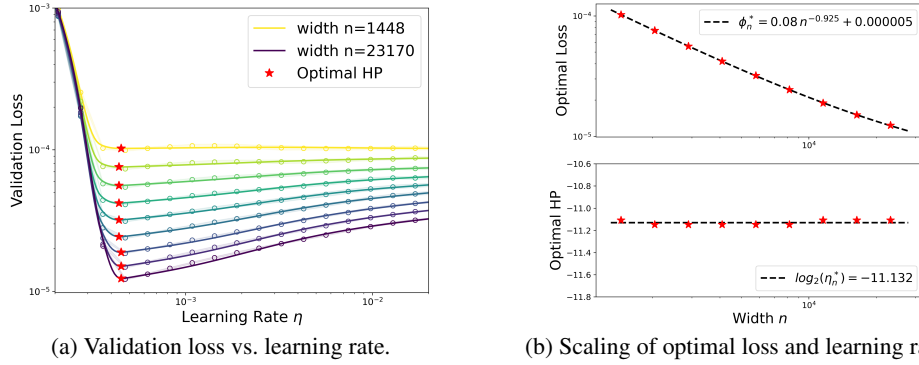 10⁻³
10⁻⁴
10⁻⁵
Validation Loss
width n=1448
width n=23170
Optimal HP
10⁻³
10⁻²
Learning Rate η
(a) Validation loss vs. learning rate.
10⁻⁴
10⁻⁵
Optimal Loss
ϕ*ₙ = 0.08 n⁻⁰·⁹²⁵ + 0.000005
10⁴
−10.6
−10.8
−11.0
−11.2
−11.4
−11.6
−11.8
Optimal HP
log₂(η*ₙ) = −11.132
10⁴
Width n
(b) Scaling of optimal loss and learning r